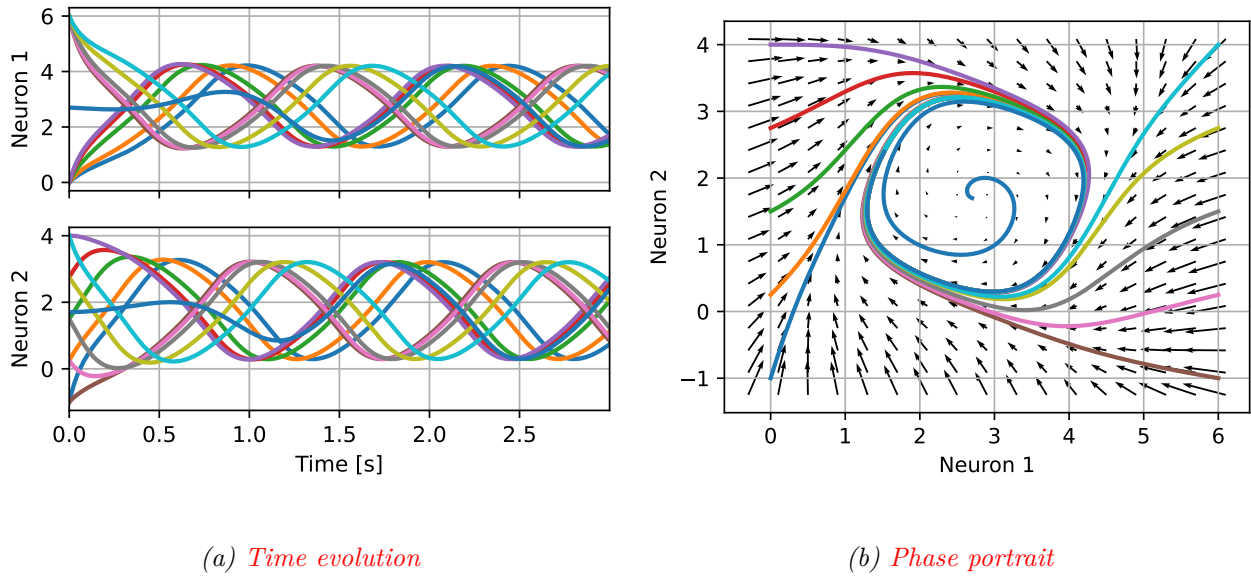 6
4
2
0
Neuron 1
4
2
0
Neuron 2
0.0 0.5 1.0 1.5 2.0 2.5
Time [s]
(a) Time evolution
4
3
2
1
0
−1
Neuron 2
0 1 2 3 4 5 6
Neuron 1
(b) Phase portrait